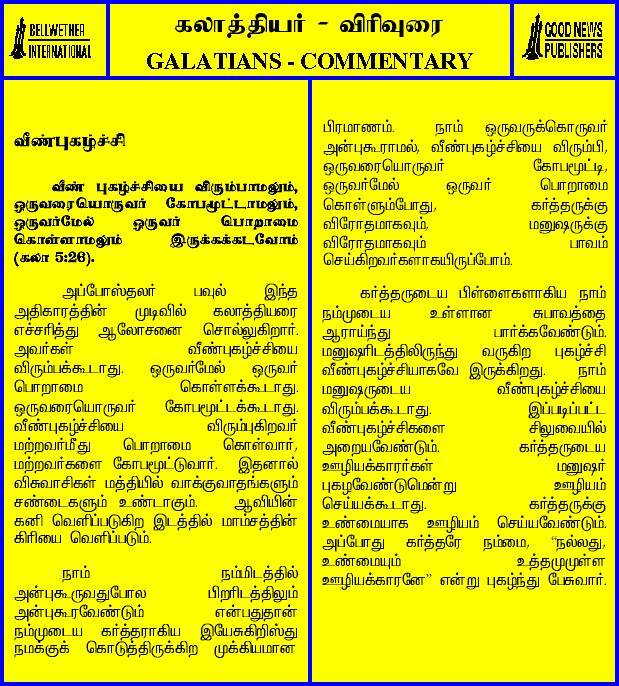 BELLWETHER
INTERNATIONAL
கலாத்தியர் - விரிவுரை
GALATIANS - COMMENTARY
GOOD NEWS
PUBLISHERS
வீண்புகழ்ச்சி
வீண் புகழ்ச்சியை விரும்பாமலும்,
ஒருவரையொருவர் கோபமூட்டாமலும்,
ஒருவர்மேல் ஒருவர் பொறாமை
கொள்ளாமலும் இருக்கக்கடவோம்
(கலா 5:26).
அப்போஸ்தலர் பவுல் இந்த
அதிகாரத்தின் முடிவில் கலாத்தியரை
எச்சரித்து ஆலோசனை சொல்லுகிறார்.
அவர்கள் வீண்புகழ்ச்சியை
விரும்பக்கூடாது. ஒருவர்மேல் ஒருவர்
பொறாமை கொள்ளக்கூடாது.
ஒருவரையொருவர் கோபமூட்டக்கூடாது.
வீண்புகழ்ச்சியை விரும்புகிறவர்
மற்றவர்மீது பொறாமை கொள்வார்,
மற்றவர்களை கோபமூட்டுவார். இதனால்
விசுவாசிகள் மத்தியில் வாக்குவாதங்களும்
சண்டைகளும் உண்டாகும். ஆவியின்
கனி வெளிப்படுகிற இடத்தில் மாம்சத்தின்
கிரியை வெளிப்படும்.
நாம் நம்மிடத்தில்
அன்புகூருவதுபோல பிறரிடத்திலும்
அன்புகூரவேண்டும் என்பதுதான்
நம்முடைய கர்த்தராகிய இயேசுகிறிஸ்து
நமக்குக் கொடுத்திருக்கிற முக்கியமான
பிரமாணம். நாம் ஒருவருக்கொருவர்
அன்புகூராமல், வீண்புகழ்ச்சியை விரும்பி,
ஒருவரையொருவர் கோபமூட்டி,
ஒருவர்மேல் ஒருவர் பொறாமை
கொள்ளும்போது, கர்த்தருக்கு
விரோதமாகவும், மனுஷருக்கு
விரோதமாகவும் பாவம்
செய்கிறவர்களாகயிருப்போம்.
கர்த்தருடைய பிள்ளைகளாகிய நாம்
நம்முடைய உள்ளான சுபாவத்தை
ஆராய்ந்து பார்க்கவேண்டும்.
மனுஷரிடத்திலிருந்து வருகிற புகழ்ச்சி
வீண்புகழ்ச்சியாகவே இருக்கிறது. நாம்
மனுஷருடைய வீண்புகழ்ச்சியை
விரும்பக்கூடாது. இப்படிப்பட்ட
வீண்புகழ்ச்சிகளை சிலுவையில்
அறையவேண்டும். கர்த்தருடைய
ஊழியக்காரர்கள் மனுஷர்
புகழவேண்டுமென்று ஊழியம்
செய்யக்கூடாது. கர்த்தருக்கு
உண்மையாக ஊழியம் செய்யவேண்டும்.
அப்போது கர்த்தரே நம்மை, “நல்லது,
உண்மையும் உத்தமுமுள்ள
ஊழியக்காரனே” என்று புகழ்ந்து பேசுவார்.